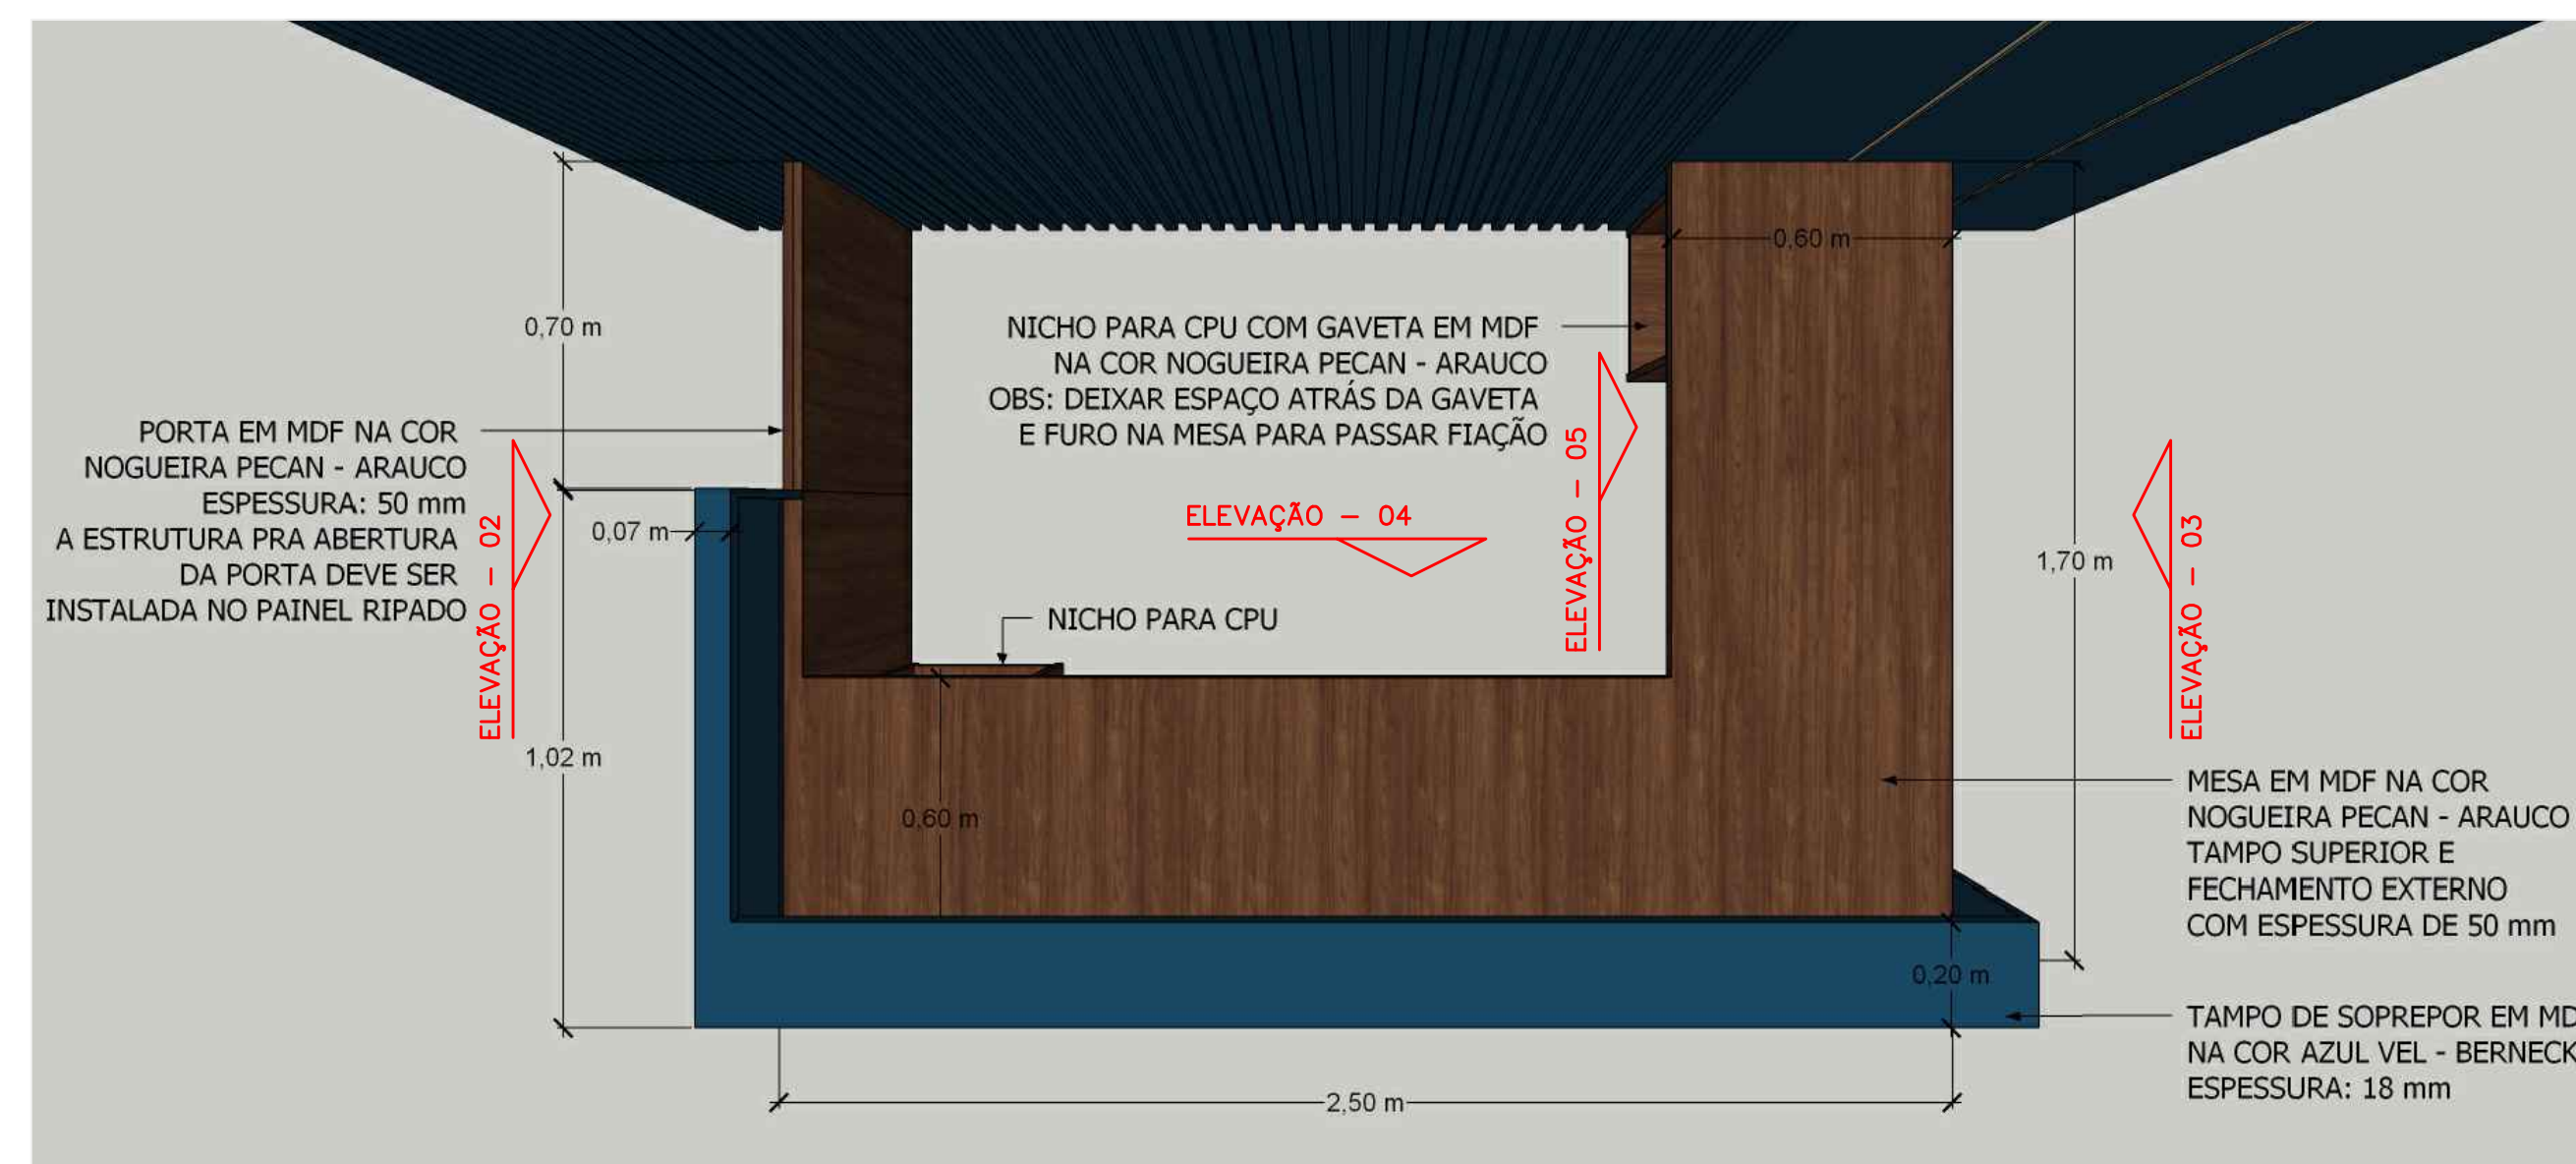 0,70 m
PORTA EM MDF NA COR
NOGUEIRA PECAN - ARAUCO
ESPESSURA: 50 mm
A ESTRUTURA PRA ABERTURA
DA PORTA DEVE SER
INSTALADA NO PAINEL RIPADO
ELEVAÇÃO - 02
0,07 m
1,02 m
NICHO PARA CPU COM GAVETA EM MDF
NA COR NOGUEIRA PECAN - ARAUCO
OBS: DEIXAR ESPAÇO ATRÁS DA GAVETA
E FURO NA MESA PARA PASSAR FIAÇÃO
ELEVAÇÃO - 04
ELEVAÇÃO - 05
NICHO PARA CPU
0,60 m
0,60 m
1,70 m
ELEVAÇÃO - 03
MESA EM MDF NA COR
NOGUEIRA PECAN - ARAUCO
TAMPO SUPERIOR E
FECHAMENTO EXTERNO
COM ESPESSURA DE 50 mm
0,20 m
TAMPO DE SOPREPOR EM MD
NA COR AZUL VEL - BERNECK
ESPESSURA: 18 mm
2,50 m